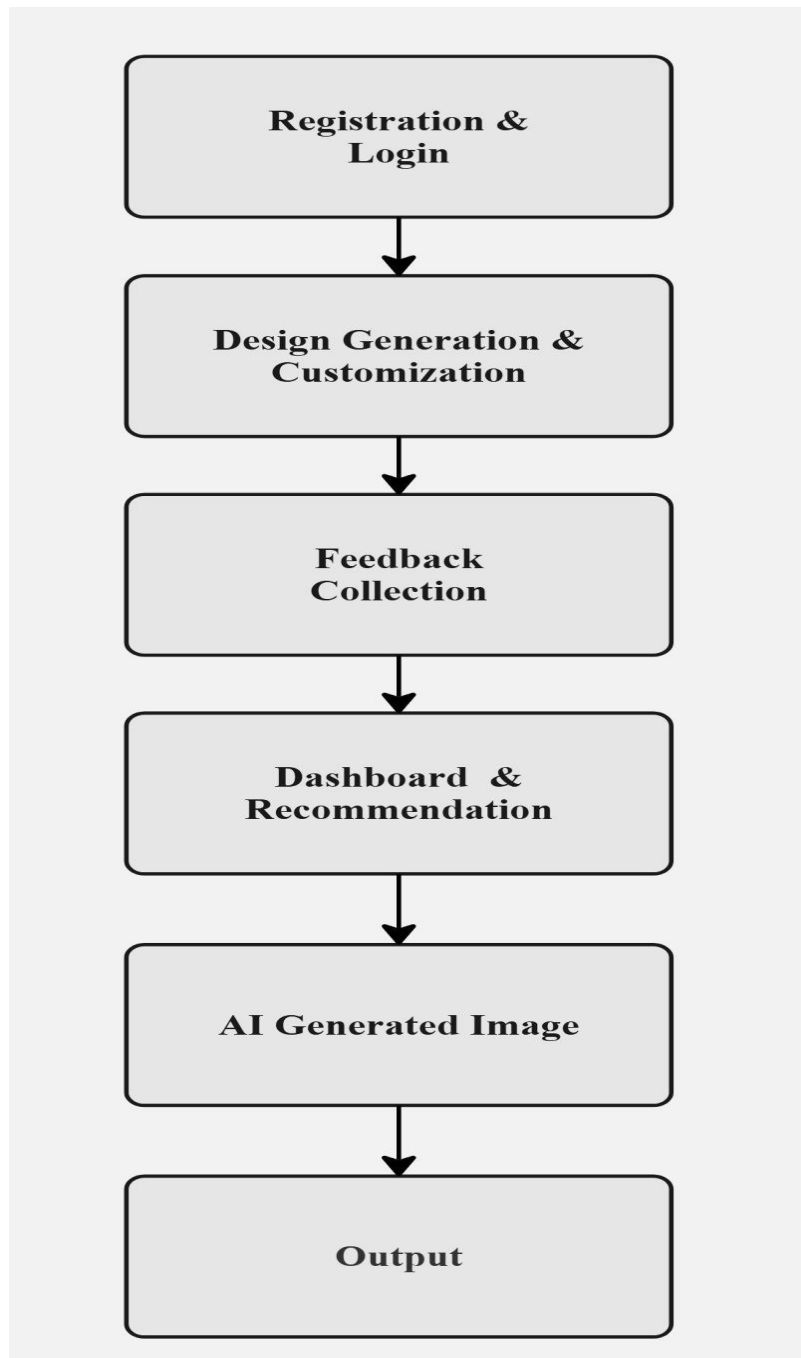 Registration &
Login
Design Generation &
Customization
Feedback
Collection
Dashboard &
Recommendation
AI Generated Image
Output